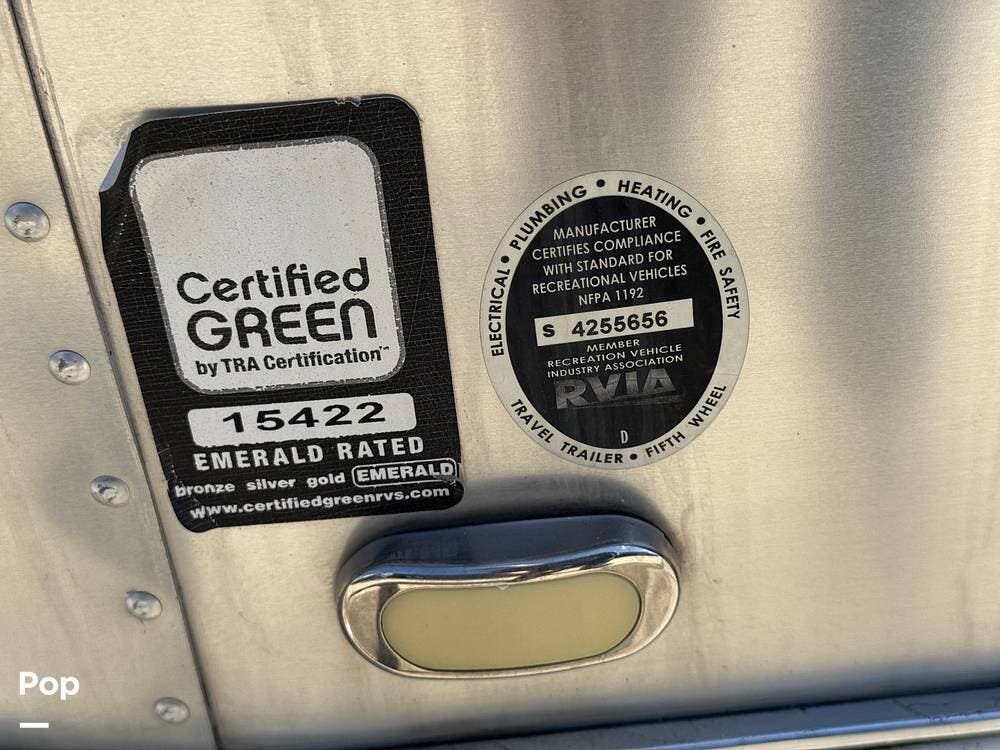 Certified
GREEN
by TRA Certification™
15422
EMERALD RATED
bronze silver gold EMERALD
www.certifiedgreenrvs.com
ELECTRICAL • PLUMBING • HEATING • FIRE SAFETY
MANUFACTURER
CERTIFIES COMPLIANCE
WITH STANDARD FOR
RECREATIONAL VEHICLES
NFPA 1192
S 4255656
MEMBER
RECREATION VEHICLE
INDUSTRY ASSOCIATION
RVIA
D
TRAVEL TRAILER • FIFTH WHEEL
Pop